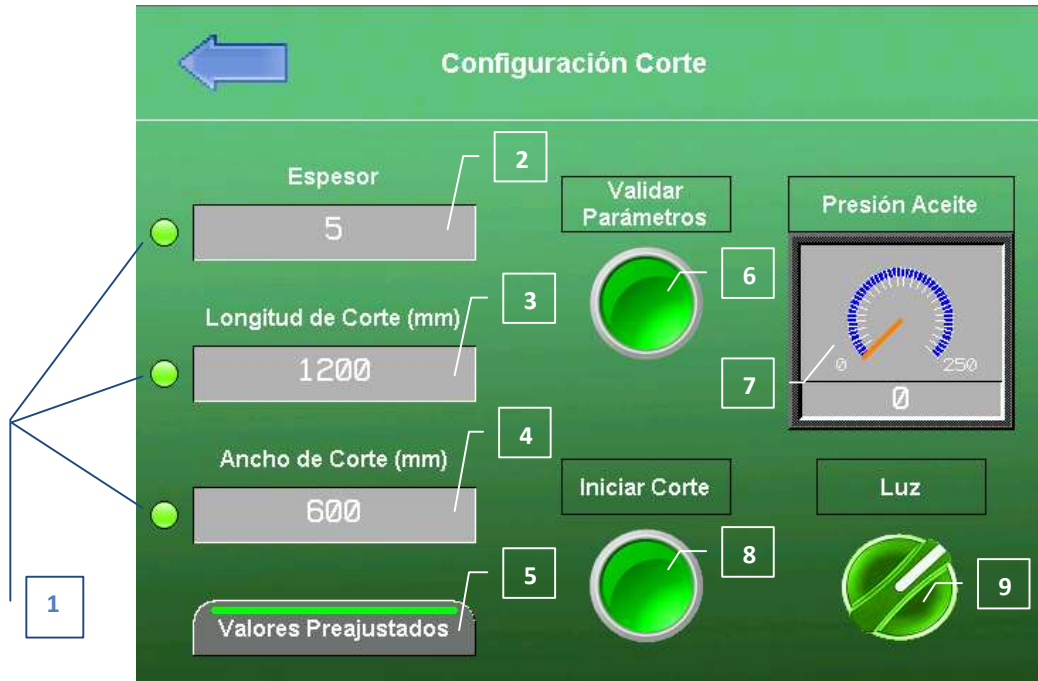 Configuración Corte
Espesor
2
5
Longitud de Corte (mm)
3
1200
Ancho de Corte (mm)
4
600
5
Valores Preajustados
1
Validar
Parámetros
6
Iniciar Corte
8
Presión Aceite
0
250
7
0
Luz
9